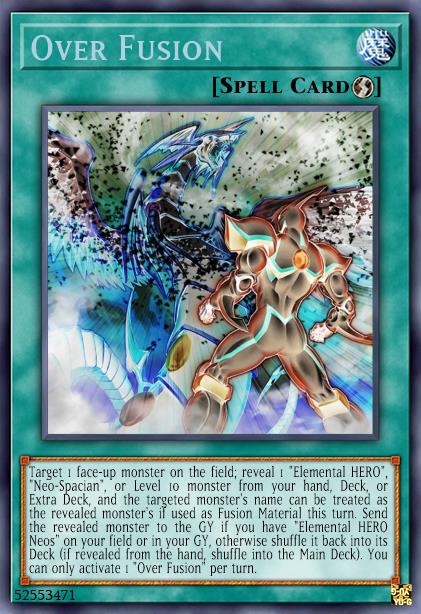 Over Fusion
魔
[Spell Card]
Target 1 face-up monster on the field; reveal 1 "Elemental HERO",
"Neo-Spacian", or Level 10 monster from your hand, Deck, or
Extra Deck, and the targeted monster's name can be treated as
the revealed monster's if used as Fusion Material this turn. Send
the revealed monster to the GY if you have "Elemental HERO
Neos" on your field or in your GY, otherwise shuffle it back into its
Deck (if revealed from the hand, shuffle into the Main Deck). You
can only activate 1 "Over Fusion" per turn.
52553471